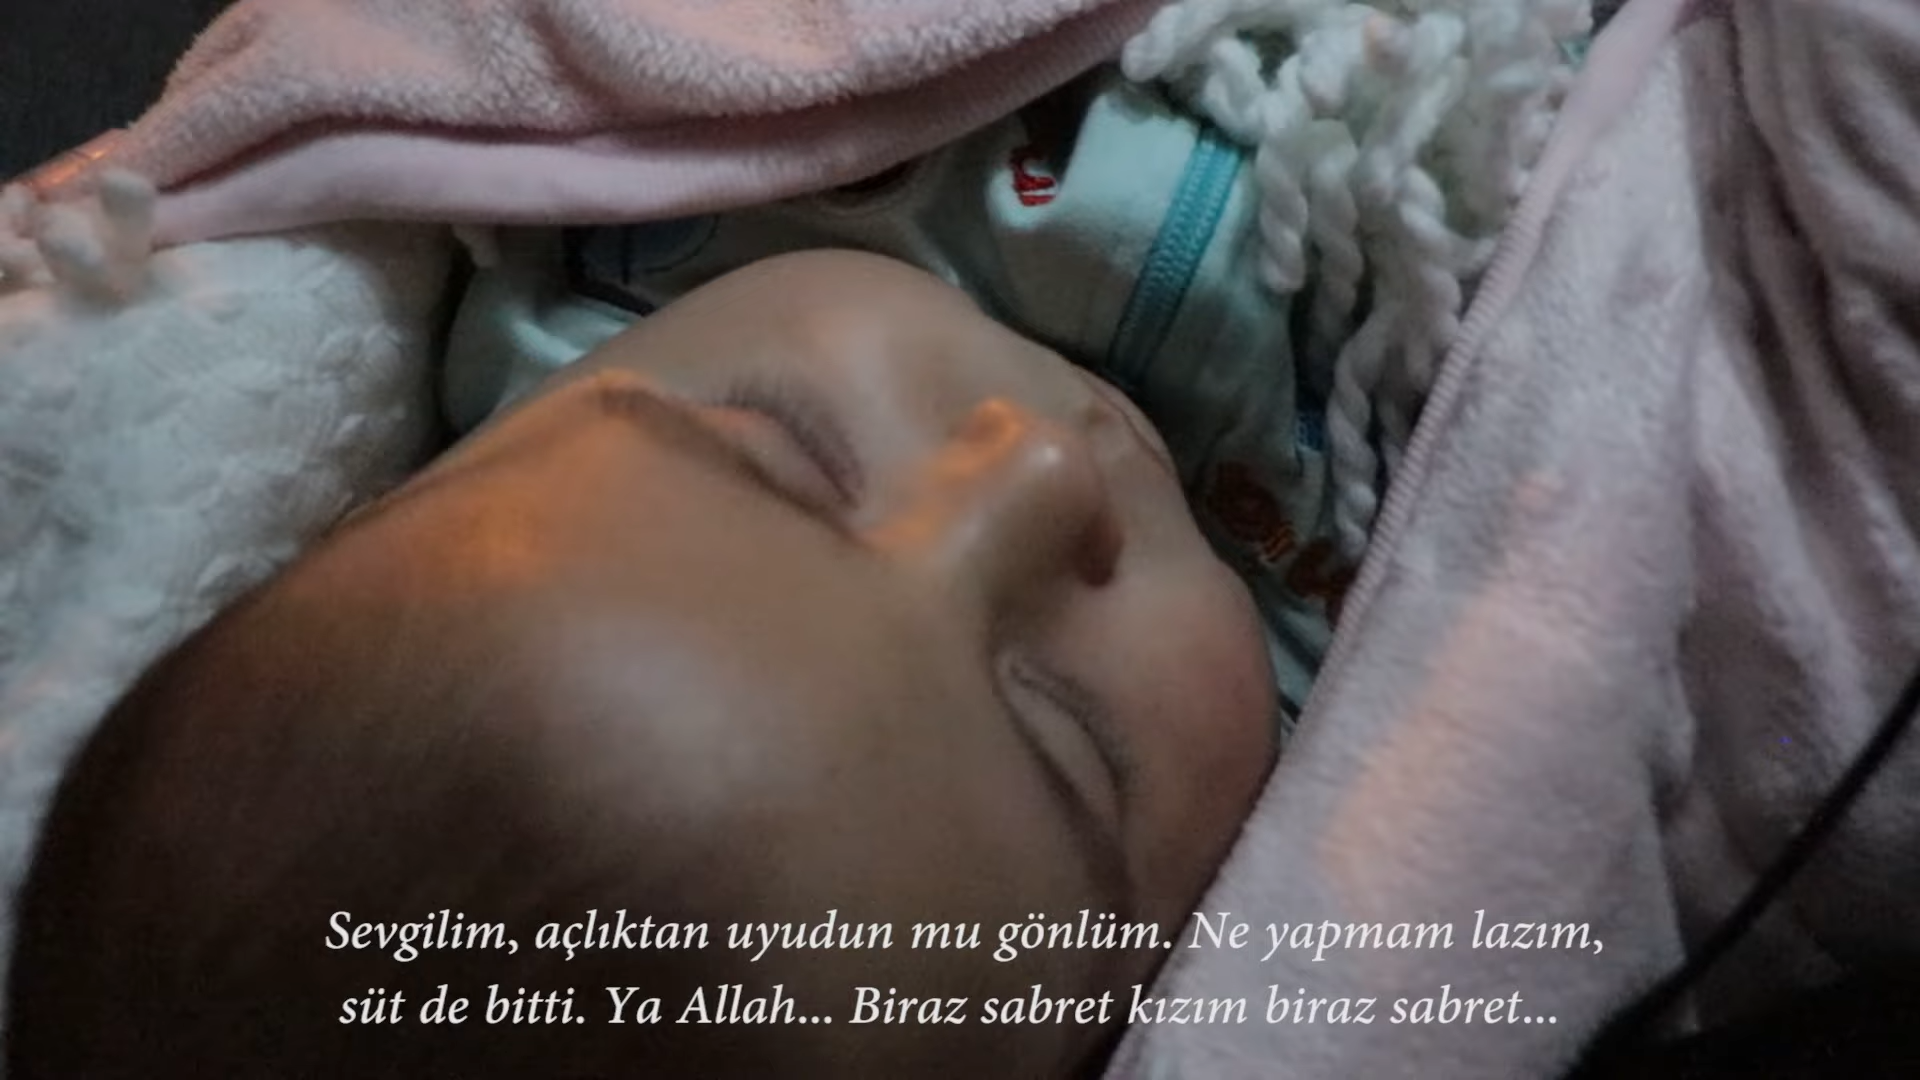 Sevgilim, açlıktan uyudun mu gönlüm. Ne yapmam lazım,
süt de bitti. Ya Allah... Biraz sabret kızım biraz sabret...